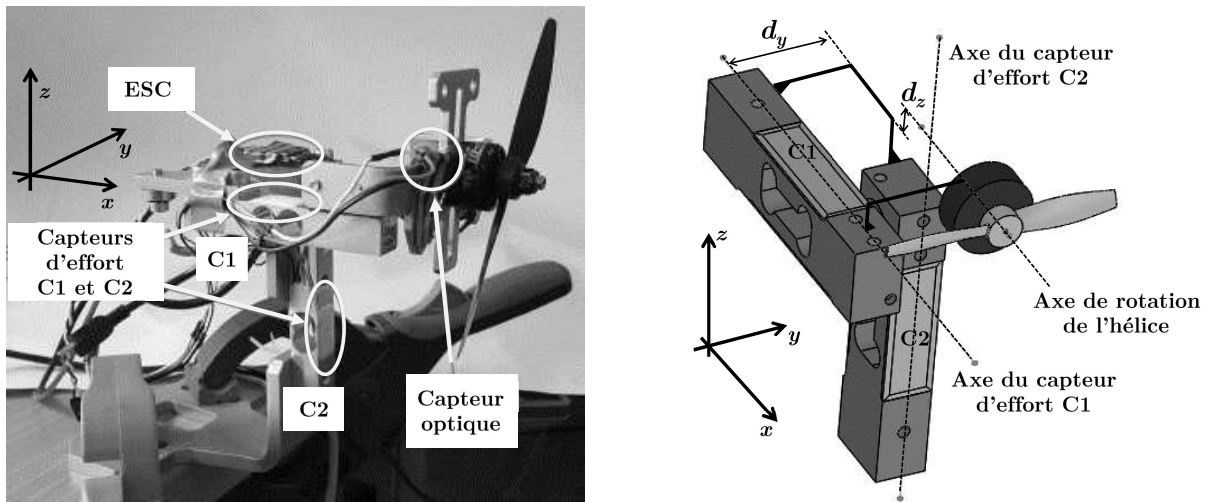 ESC
z
y
x
Capteurs
d'effort
C1 et C2
C1
C2
Capteur
optique
d_y
d_z
Axe du capteur
d'effort C2
C1
C2
z
y
x
Axe de rotation
de l'hélice
Axe du capteur
d'effort C1